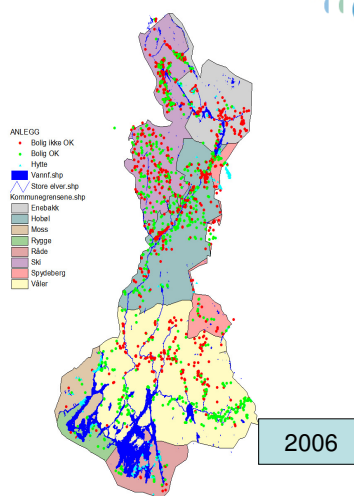 ANLEGG
Bolig ikke OK
Bolig OK
Hytte
Vannf.shp
Store elver.shp
Kommunegrensene.shp
Enebakk
Hobøl
Moss
Rygge
Råde
Ski
Spydeberg
Våler
2006